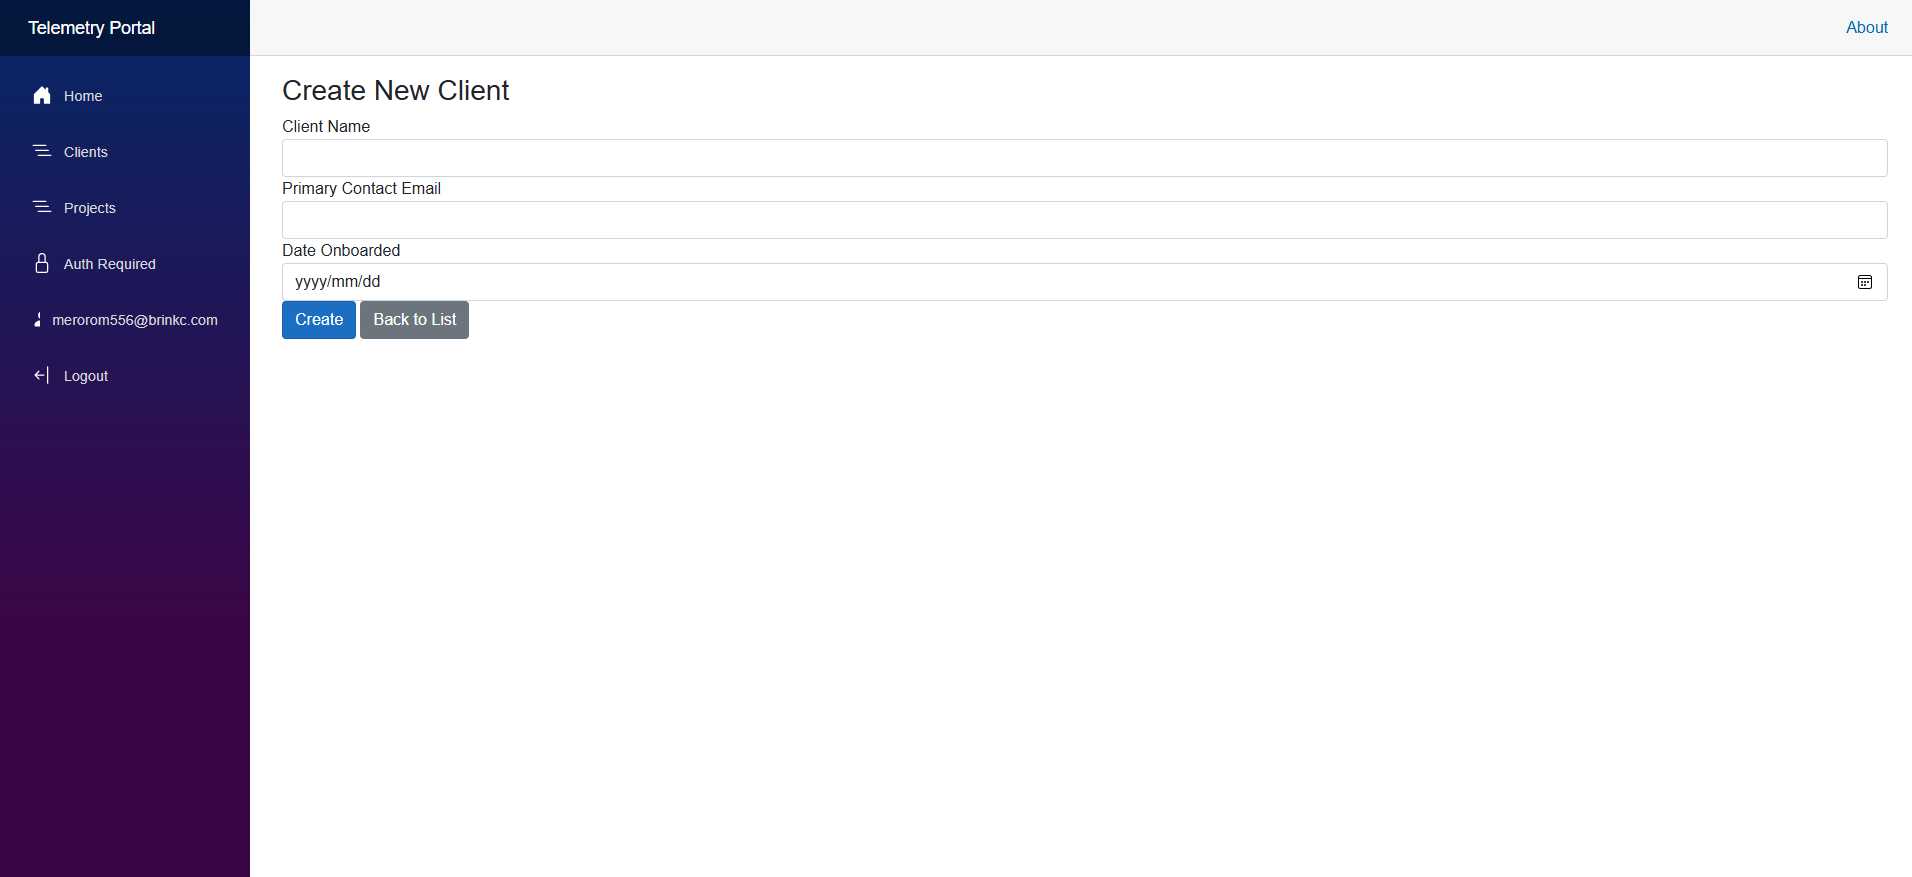 Telemetry Portal
About
Home
Clients
Projects
Auth Required
merorom556@brinkc.com
Logout
Create New Client
Client Name
Primary Contact Email
Date Onboarded
yyyy/mm/dd
Create
Back to List